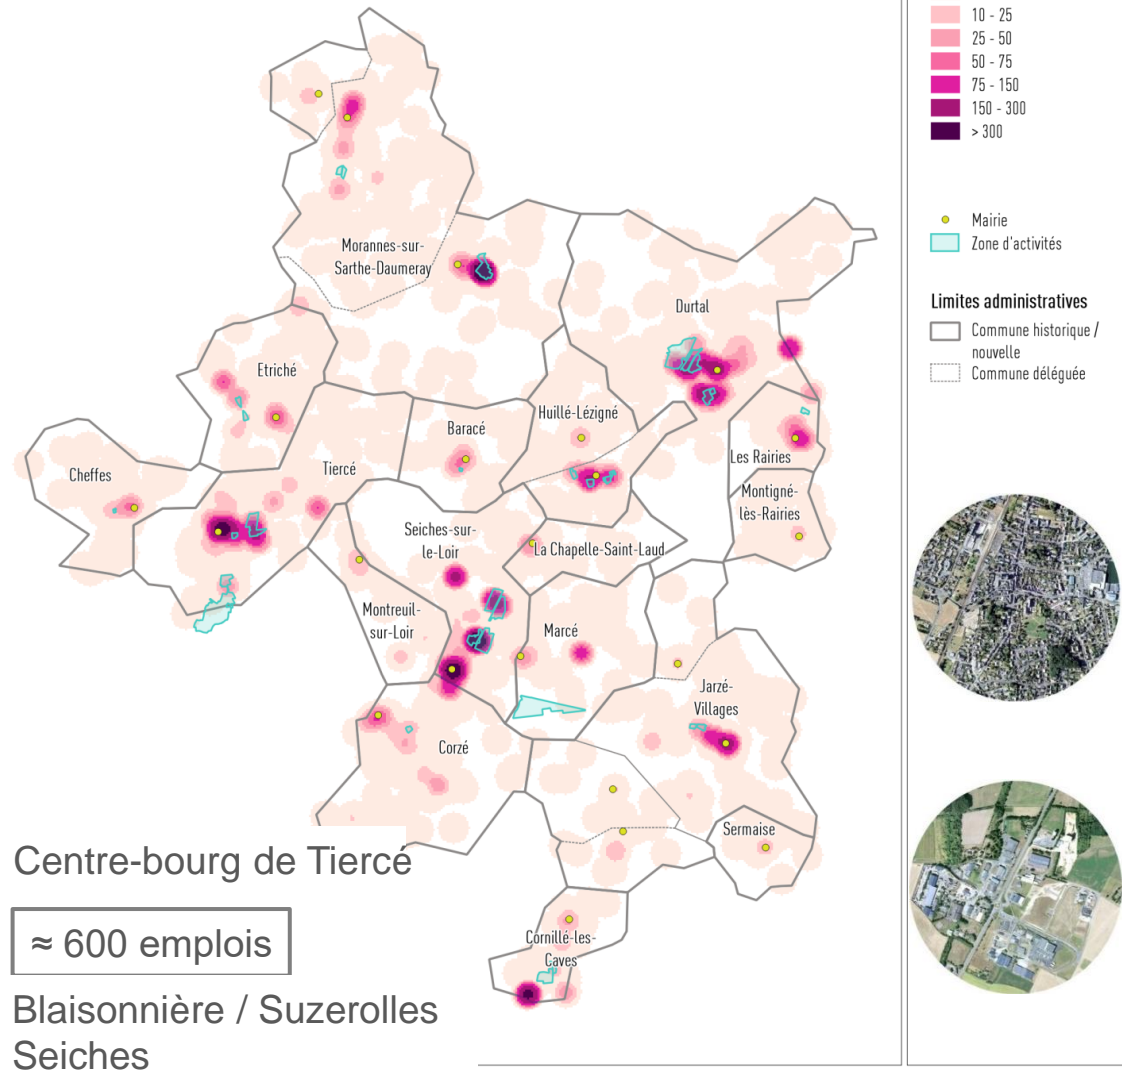 10 - 25
25 - 50
50 - 75
75 - 150
150 - 300
> 300
Mairie
Zone d'activités
Limites administratives
Commune historique /
nouvelle
Commune déléguée
Morannes-sur-
Sarthe-Daumeray
Durtal
Etriché
Huillé-Lézigné
Baracé
Les Rairies
Cheffes
Tiercé
Montigné-
lès-Rairies
Seiches-sur-
le-Loir
La Chapelle-Saint-Laud
Montreuil-
sur-Loir
Marcé
Jarzé-
Villages
Corzé
Sermaise
Cornillé-les-
Caves
Centre-bourg de Tiercé
≈ 600 emplois
Blaisonnière / Suzerolles
Seiches